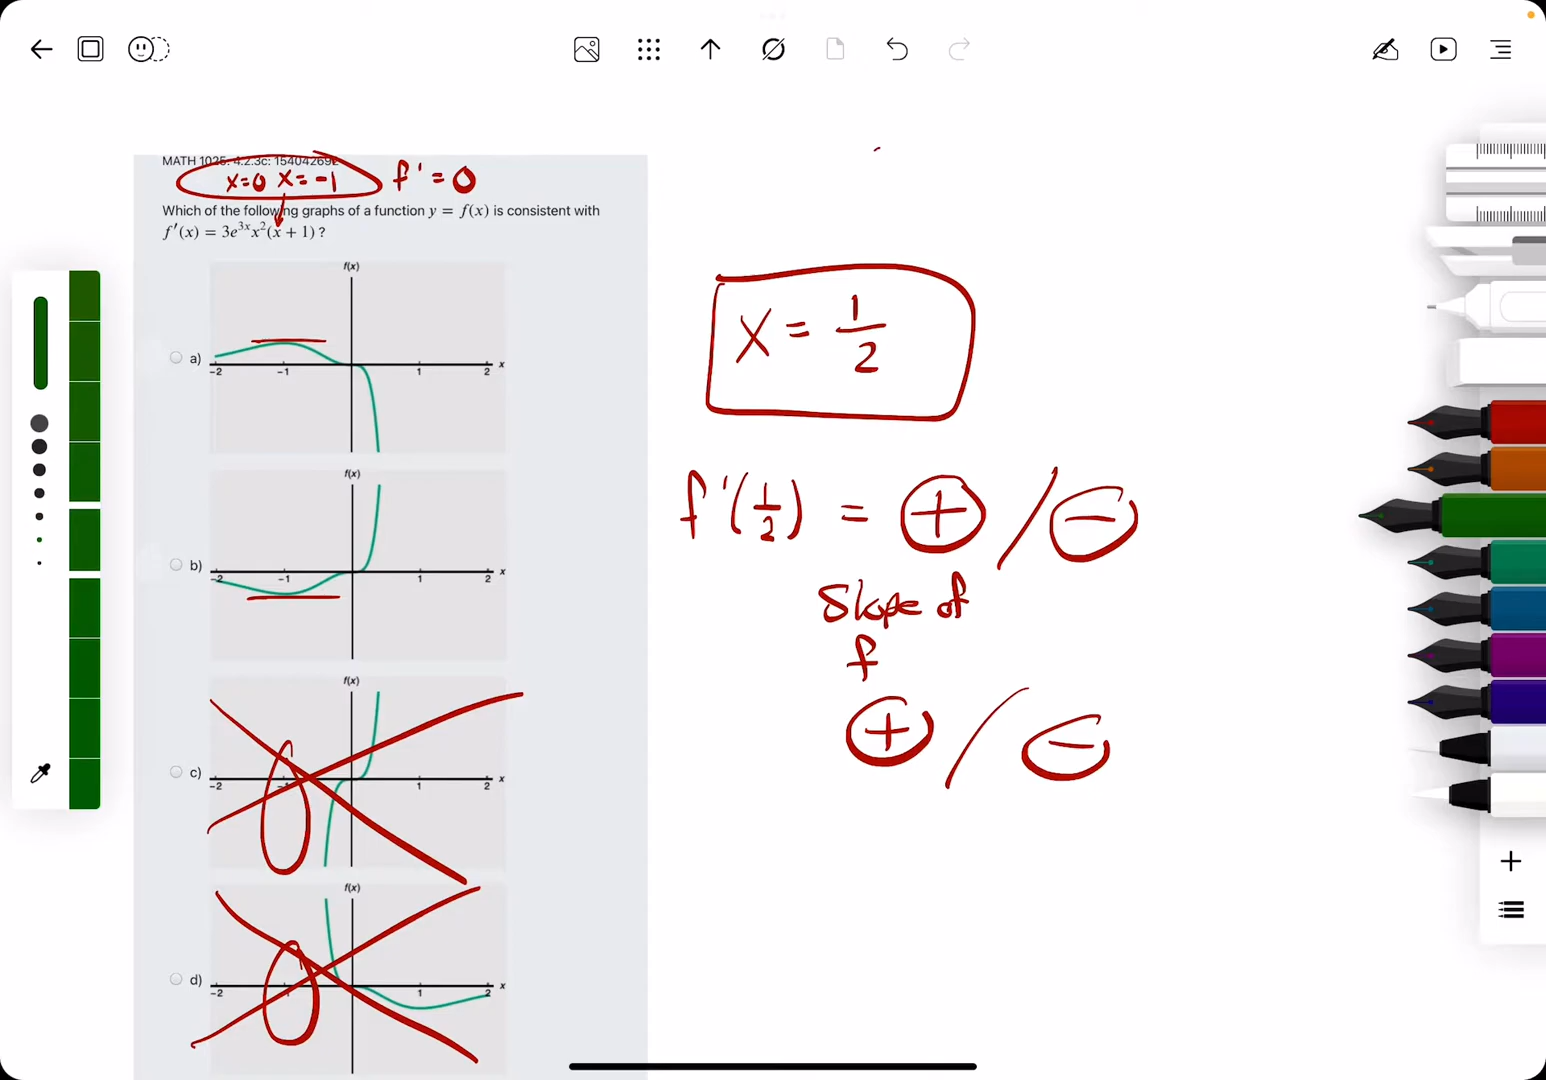 MATH 1025: 4.2.3c: 154042692
x=0 x=-1 f'=0
Which of the following graphs of a function y = f(x) is consistent with
f′(x) = 3e^{3x}x^2(x + 1) ?
f(x)
a) -2 -1 1 2 x
f(x)
b) -2 -1 1 2 x
f(x)
c) -2 -1 1 2 x
f(x)
d) -2 1 2 x
x = 1/2
f'(1/2) = + / -
Slope of
f
+ / -